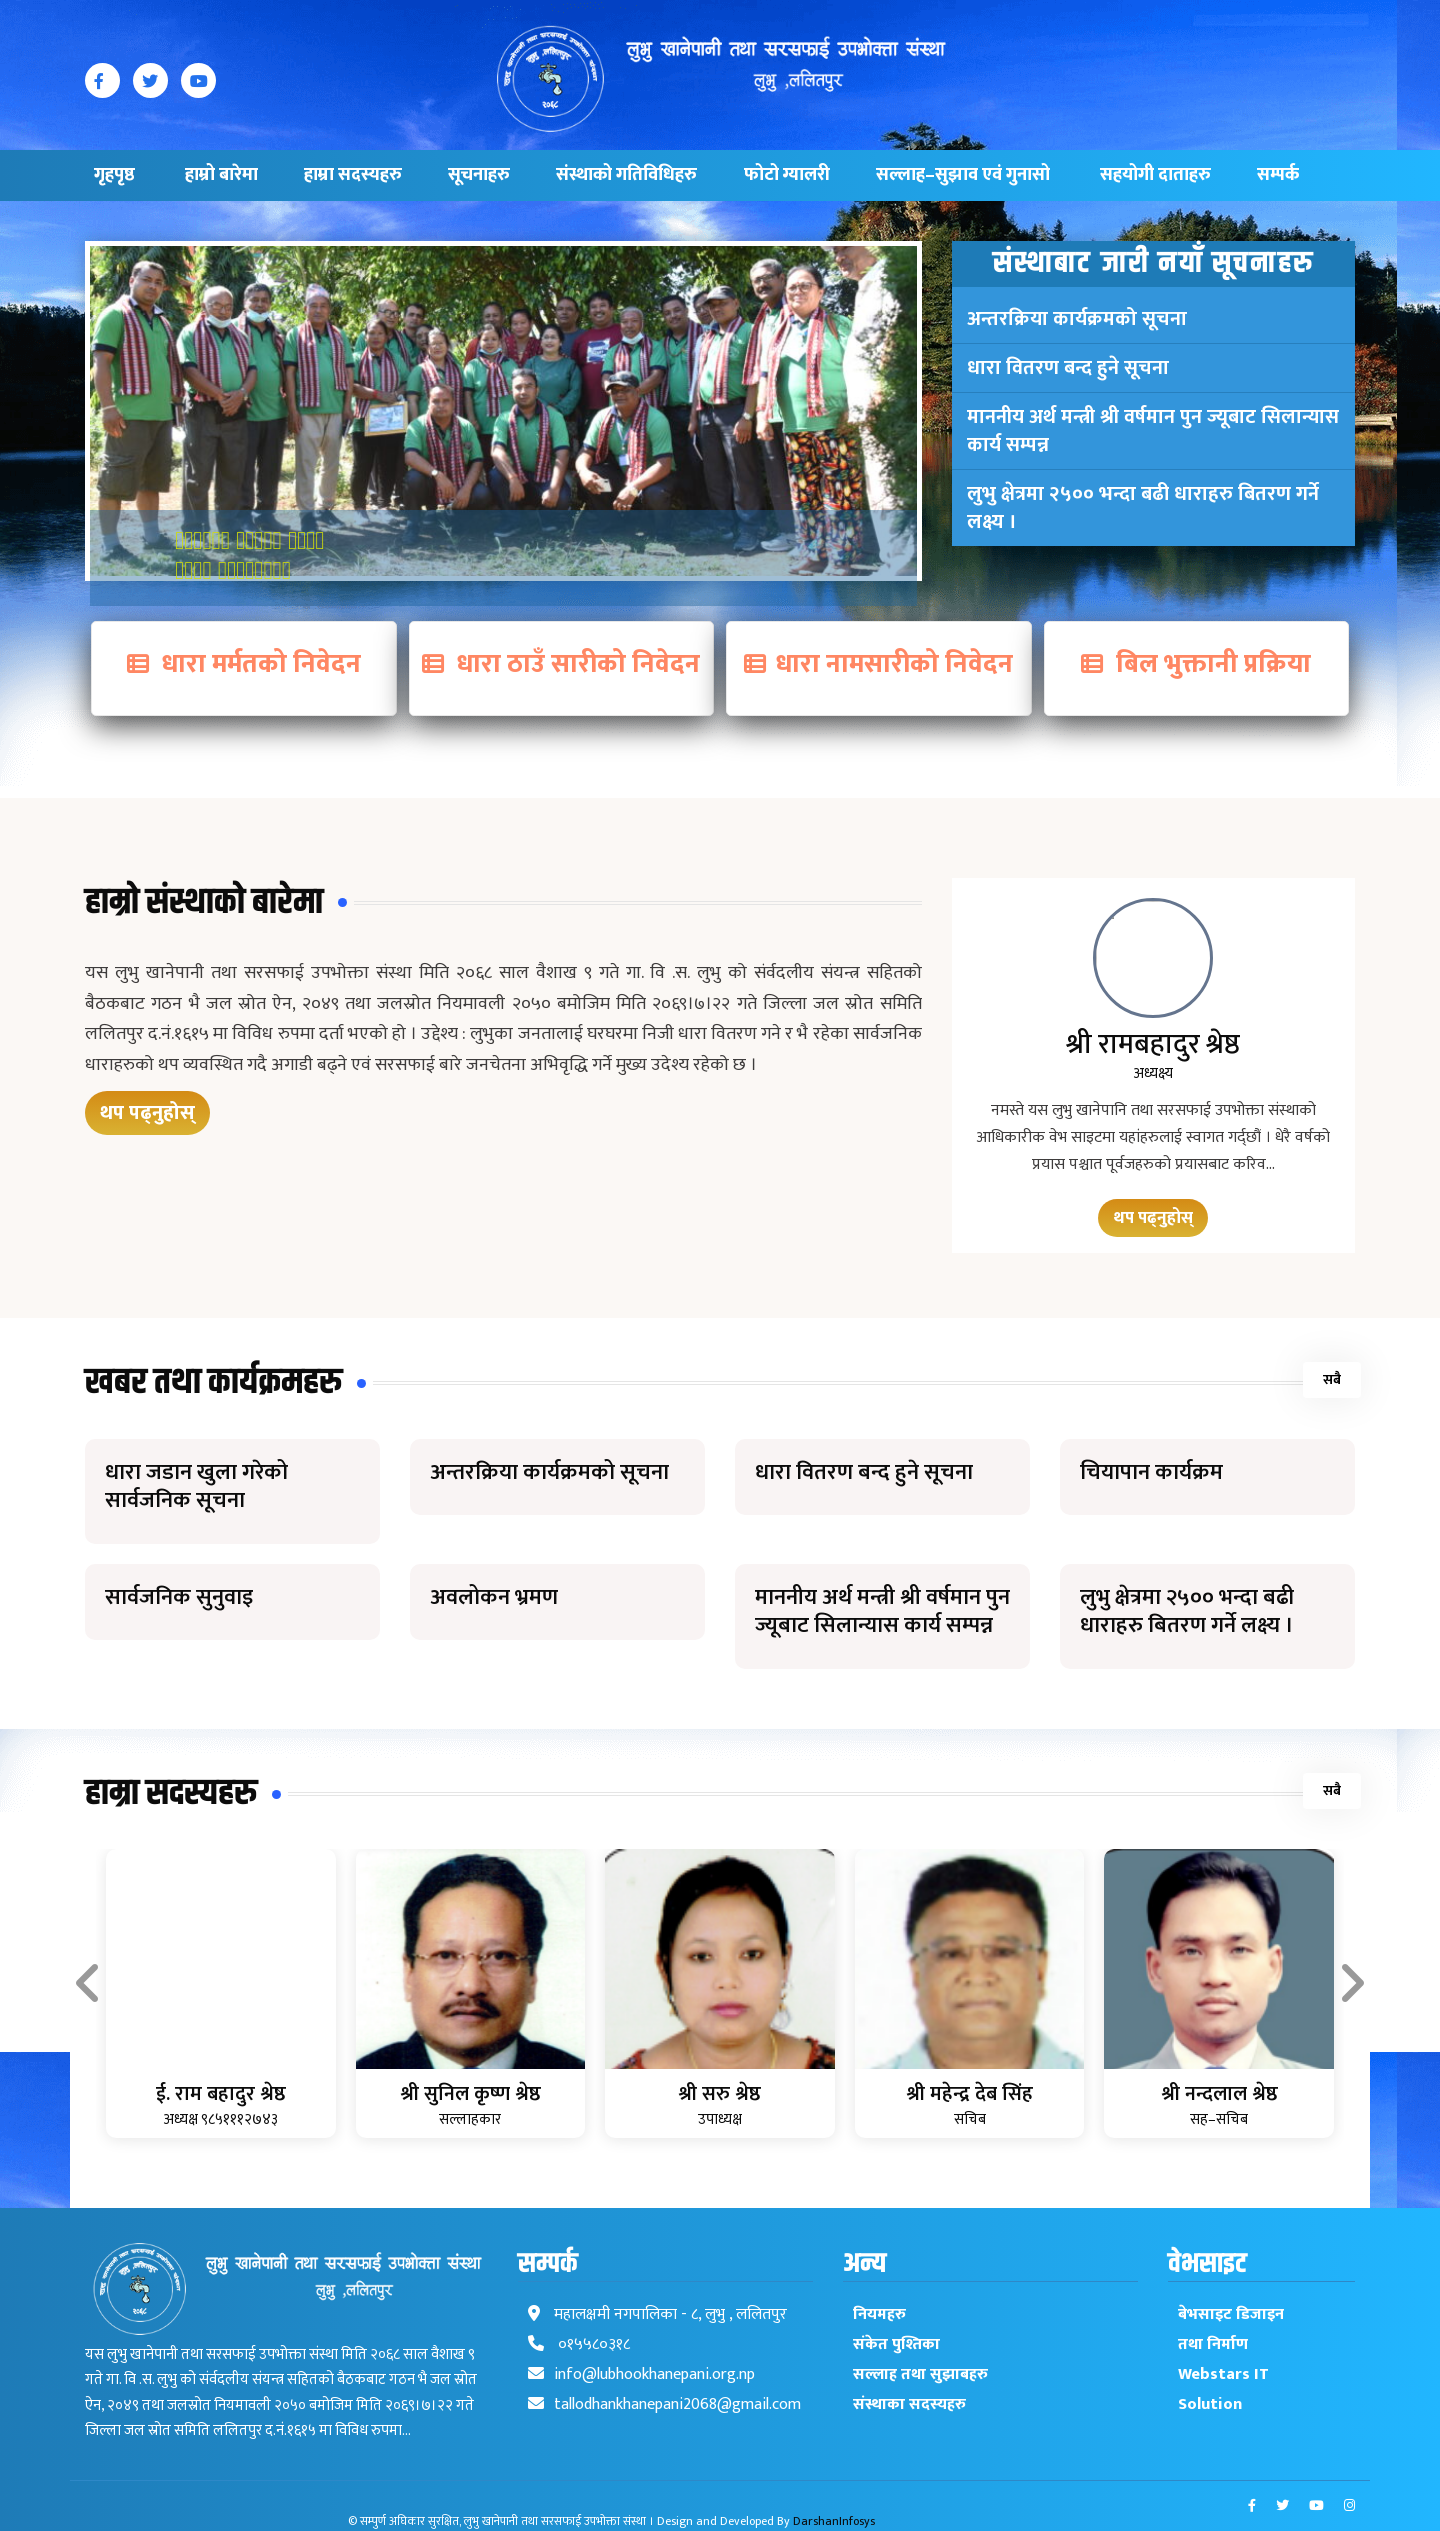 लुभु खानेपानी तथा सरसफाई उपभोक्ता संस्था
लुभु ,ललितपुर
गृहपृष्ठ हाम्रो बारेमा हाम्रा सदस्यहरु सूचनाहरु संस्थाको गतिविधिहरु फोटो ग्यालरी सल्लाह–सुझाव एवं गुनासो सहयोगी दाताहरु सम्पर्क
संस्थाबाट जारी नयाँ सूचनाहरु
अन्तरक्रिया कार्यक्रमको सूचना
धारा वितरण बन्द हुने सूचना
माननीय अर्थ मन्त्री श्री वर्षमान पुन ज्यूबाट सिलान्यास
कार्य सम्पन्न
लुभु क्षेत्रमा २५०० भन्दा बढी धाराहरु बितरण गर्ने
लक्ष्य ।
धारा मर्मतको निवेदन
धारा ठाउँ सारीको निवेदन
धारा नामसारीको निवेदन
बिल भुक्तानी प्रक्रिया
हाम्रो संस्थाको बारेमा
यस लुभु खानेपानी तथा सरसफाई उपभोक्ता संस्था मिति २०६८ साल वैशाख ९ गते गा. वि .स. लुभु को संर्वदलीय संयन्त्र सहितको
बैठकबाट गठन भै जल स्रोत ऐन, २०४९ तथा जलस्रोत नियमावली २०५० बमोजिम मिति २०६९।७।२२ गते जिल्ला जल स्रोत समिति
ललितपुर द.नं.१६१५ मा विविध रुपमा दर्ता भएको हो । उद्देश्य : लुभुका जनतालाई घरघरमा निजी धारा वितरण गने र भै रहेका सार्वजनिक
धाराहरुको थप व्यवस्थित गदै अगाडी बढ्ने एवं सरसफाई बारे जनचेतना अभिवृद्धि गर्ने मुख्य उदेश्य रहेको छ ।
थप पढ्नुहोस्
श्री रामबहादुर श्रेष्ठ
अध्यक्ष्य
नमस्ते यस लुभु खानेपानि तथा सरसफाई उपभोक्ता संस्थाको
आधिकारीक वेभ साइटमा यहांहरुलाई स्वागत गर्द्छौं । धेरै वर्षको
प्रयास पश्चात पूर्वजहरुको प्रयासबाट करिव...
थप पढ्नुहोस्
खबर तथा कार्यक्रमहरु
सबै
धारा जडान खुला गरेको
सार्वजनिक सूचना
अन्तरक्रिया कार्यक्रमको सूचना
धारा वितरण बन्द हुने सूचना
चियापान कार्यक्रम
सार्वजनिक सुनुवाइ
अवलोकन भ्रमण
माननीय अर्थ मन्त्री श्री वर्षमान पुन
ज्यूबाट सिलान्यास कार्य सम्पन्न
लुभु क्षेत्रमा २५०० भन्दा बढी
धाराहरु बितरण गर्ने लक्ष्य ।
हाम्रा सदस्यहरु
सबै
ई. राम बहादुर श्रेष्ठ
अध्यक्ष ९८५१११२७४३
श्री सुनिल कृष्ण श्रेष्ठ
सल्लाहकार
श्री सरु श्रेष्ठ
उपाध्यक्ष
श्री महेन्द्र देब सिंह
सचिब
श्री नन्दलाल श्रेष्ठ
सह–सचिब
लुभु खानेपानी तथा सरसफाई उपभोक्ता संस्था
लुभु ,ललितपुर
यस लुभु खानेपानी तथा सरसफाई उपभोक्ता संस्था मिति २०६८ साल वैशाख ९
गते गा. वि .स. लुभु को संर्वदलीय संयन्त्र सहितको बैठकबाट गठन भै जल स्रोत
ऐन, २०४९ तथा जलस्रोत नियमावली २०५० बमोजिम मिति २०६९।७।२२ गते
जिल्ला जल स्रोत समिति ललितपुर द.नं.१६१५ मा विविध रुपमा...
सम्पर्क
महालक्ष्मी नगपालिका - ८, लुभु , ललितपुर
०१५५८०३१८
info@lubhookhanepani.org.np
tallodhankhanepani2068@gmail.com
अन्य
नियमहरु
संकेत पुश्तिका
सल्लाह तथा सुझाबहरु
संस्थाका सदस्यहरु
वेभसाइट
बेभसाइट डिजाइन
तथा निर्माण
Webstars IT
Solution
© सम्पुर्ण अघिकार सुरक्षित, लुभु खानेपानी तथा सरसफाई उपभोक्ता संस्था । Design and Developed By DarshanInfosys